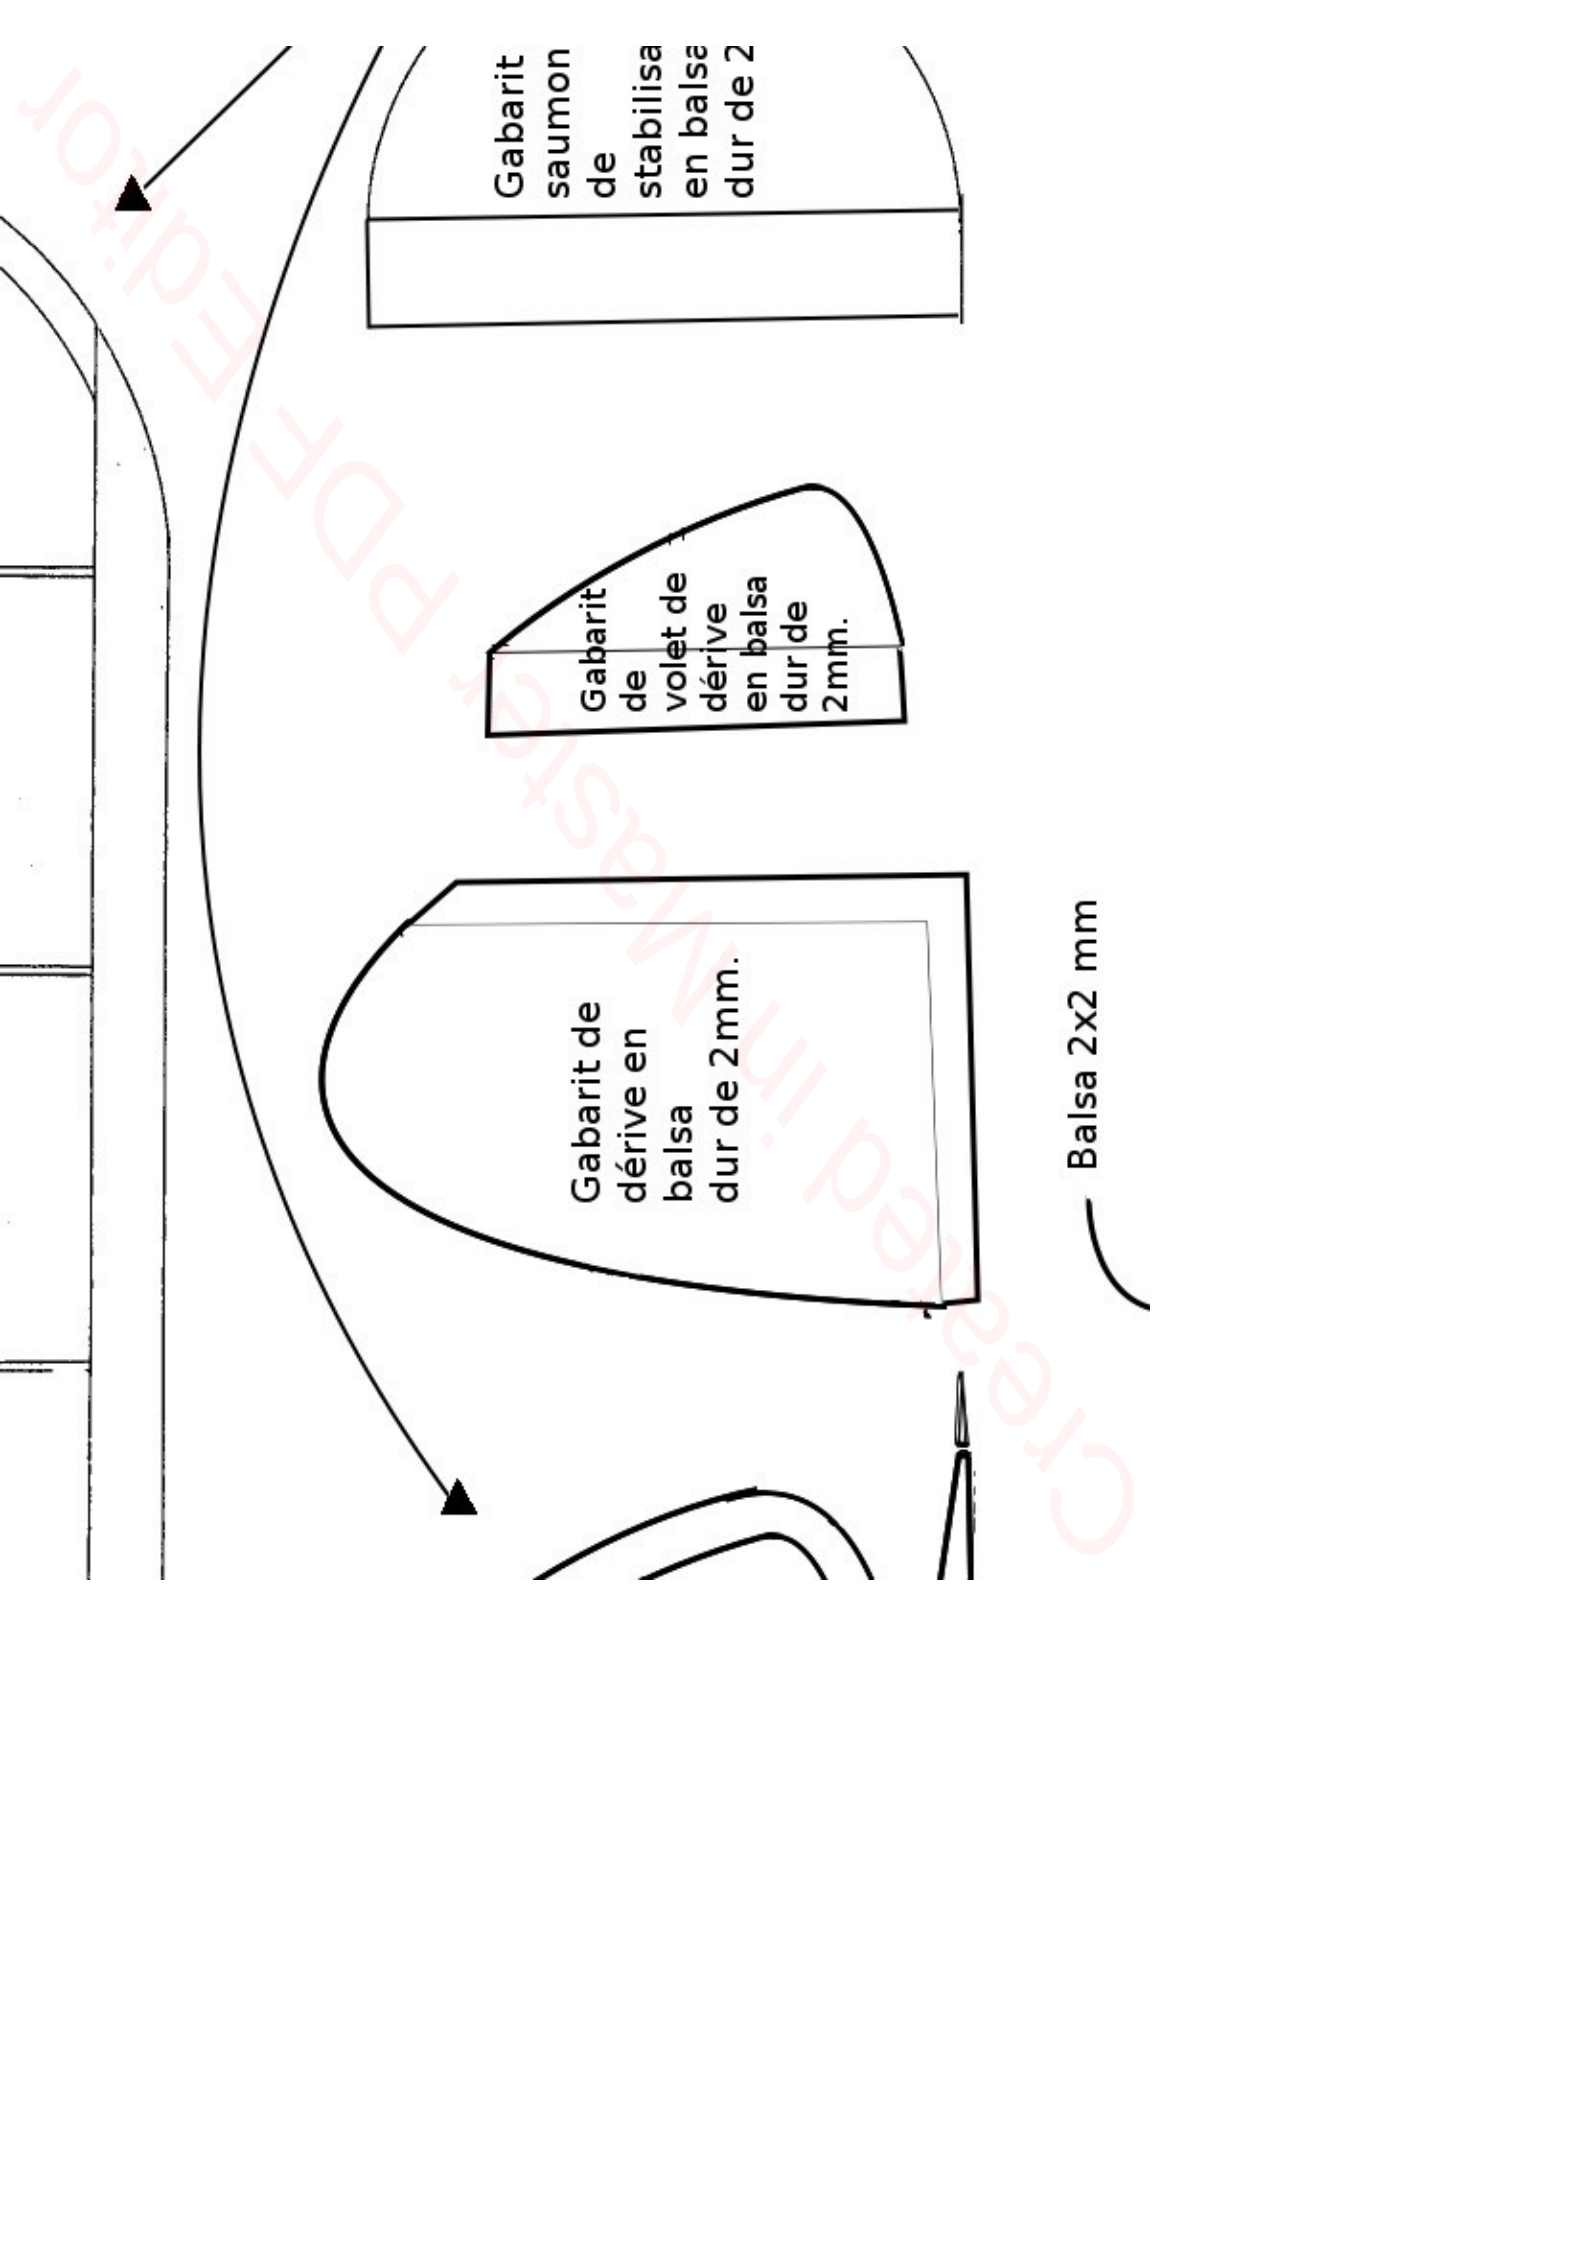 Gabarit
saumon
de
stabilisa
en balsa
dur de 2
Gabarit
de
volet de
dérive
en balsa
dur de
2mm.
Gabarit de
dérive en
balsa
dur de 2mm.
Balsa 2x2 mm
Created in Master PDF Editor